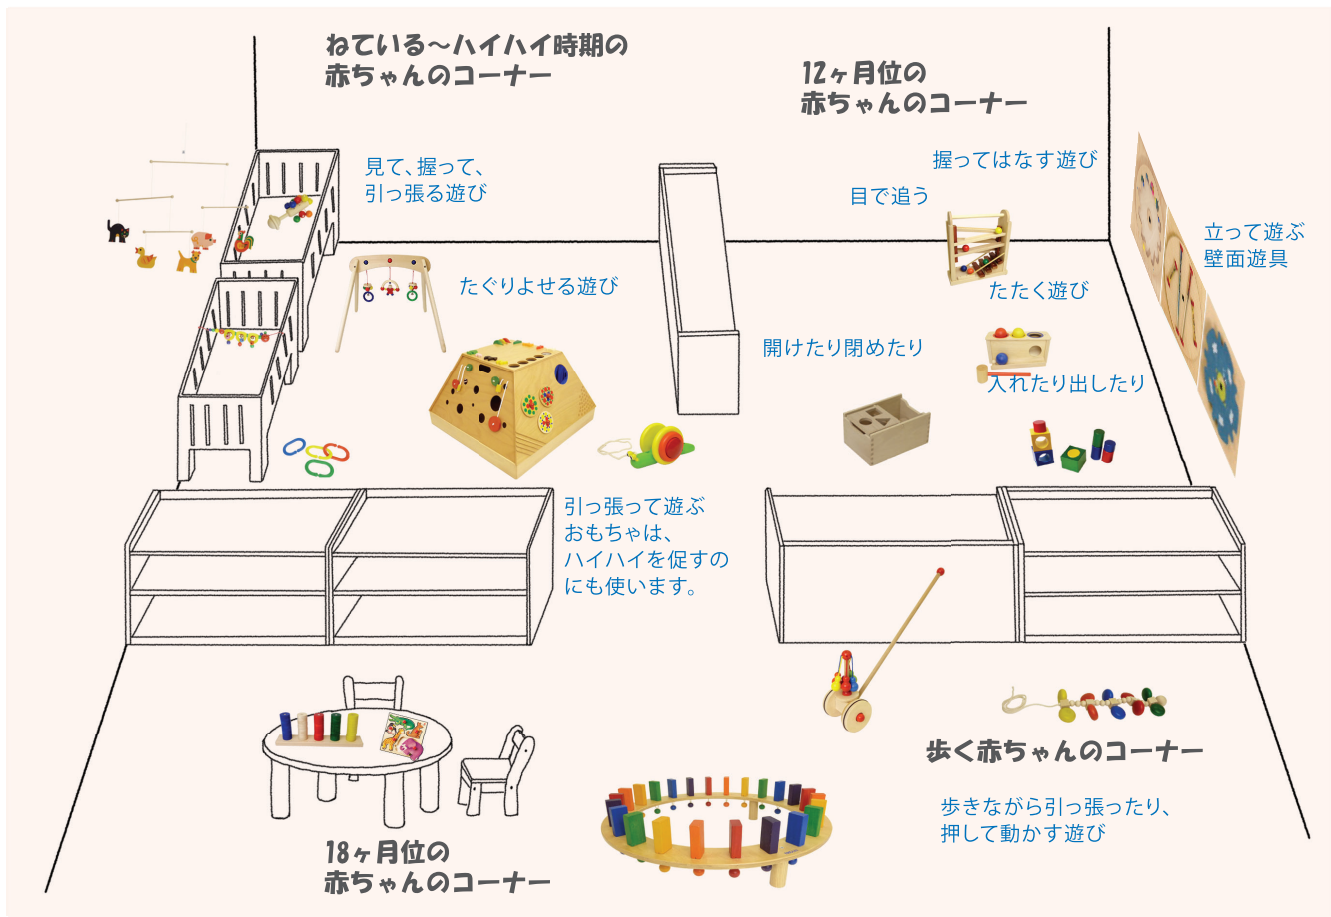 ねている～ハイハイ時期の
赤ちゃんのコーナー
見て、握って、
引っ張る遊び
たぐりよせる遊び
引っ張って遊ぶ
おもちゃは、
ハイハイを促すの
にも使います。
12ヶ月位の
赤ちゃんのコーナー
握ってはなす遊び
目で追う
立って遊ぶ
壁面遊具
たたく遊び
開けたり閉めたり
入れたり出したり
18ヶ月位の
赤ちゃんのコーナー
歩く赤ちゃんのコーナー
歩きながら引っ張ったり、
押して動かす遊び